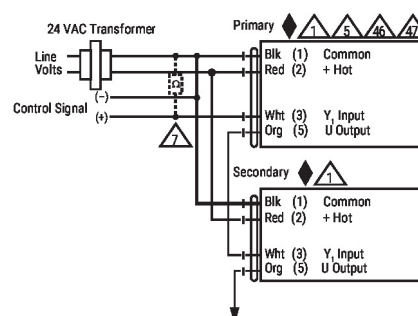 24 VAC Transformer
Primary 1 5 46 47
Line Volts
Blk (1) Common
Red (2) + Hot
(–)
Control Signal (+)
Ω
Wht (3) Y1 Input
Org (5) U Output
7
Secondary 1
Blk (1) Common
Red (2) + Hot
Wht (3) Y1 Input
Org (5) U Output